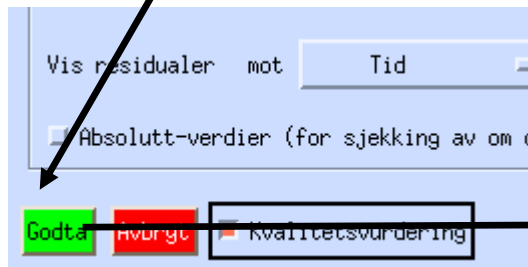 Vis residualer mot Tid
Absolutt-verdier (for sjekking av om
Godta Avbryt Kvalitetsvurdering